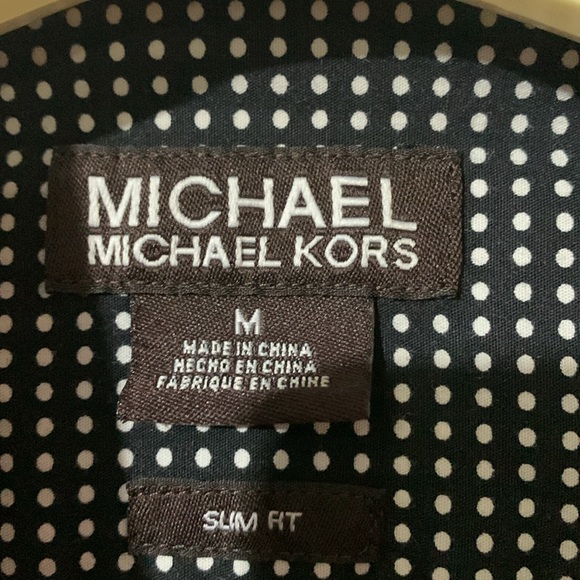 MICHAEL
MICHAEL KORS
M
MADE IN CHINA
HECHO EN CHINA
FABRIQUE EN CHINE
SLIM FIT